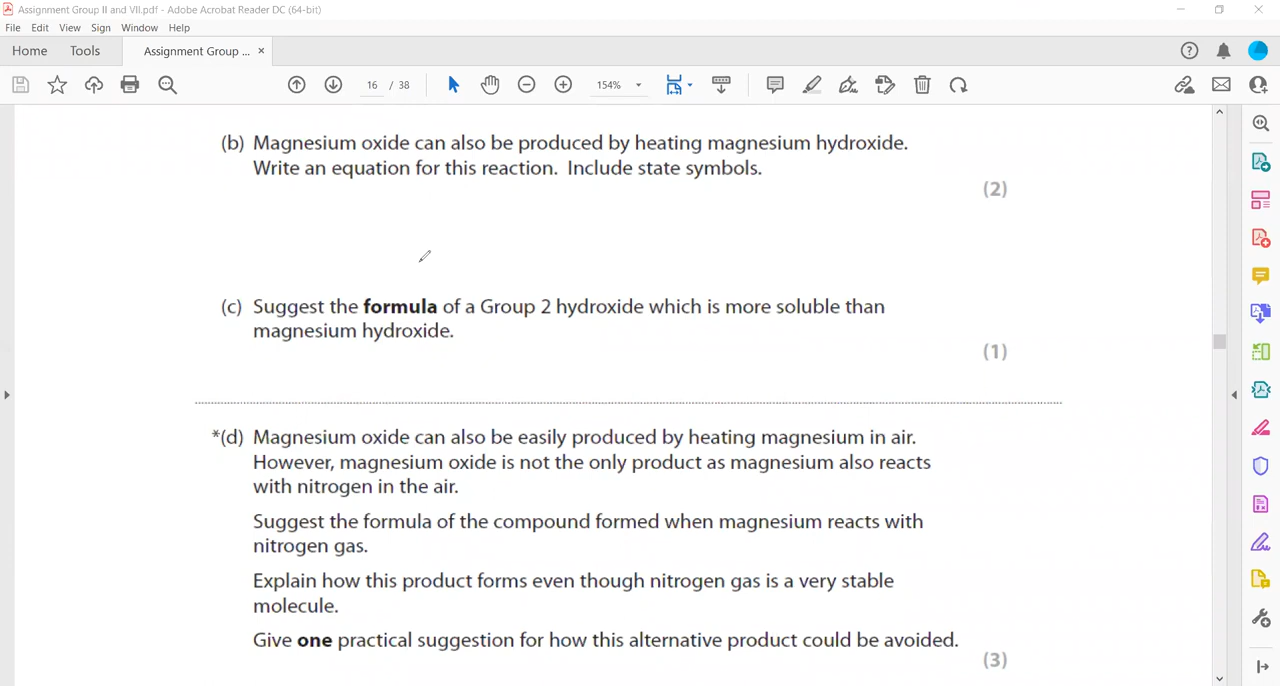 Assignment Group II and VII.pdf - Adobe Acrobat Reader DC (64-bit)
File Edit View Sign Window Help
Home Tools Assignment Group ... ×
16 / 38 154%
(b) Magnesium oxide can also be produced by heating magnesium hydroxide.
Write an equation for this reaction. Include state symbols.
(2)
(c) Suggest the formula of a Group 2 hydroxide which is more soluble than
magnesium hydroxide.
(1)
*(d) Magnesium oxide can also be easily produced by heating magnesium in air.
However, magnesium oxide is not the only product as magnesium also reacts
with nitrogen in the air.
Suggest the formula of the compound formed when magnesium reacts with
nitrogen gas.
Explain how this product forms even though nitrogen gas is a very stable
molecule.
Give one practical suggestion for how this alternative product could be avoided.
(3)